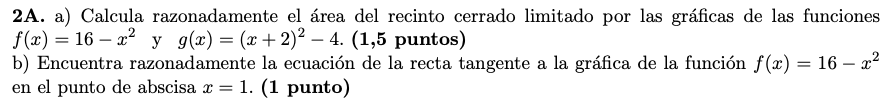 2A. a) Calcula razonadamente el área del recinto cerrado limitado por las gráficas de las funciones
f(x) = 16 − x² y g(x) = (x + 2)² − 4. (1,5 puntos)
b) Encuentra razonadamente la ecuación de la recta tangente a la gráfica de la función f(x) = 16 − x²
en el punto de abscisa x = 1. (1 punto)